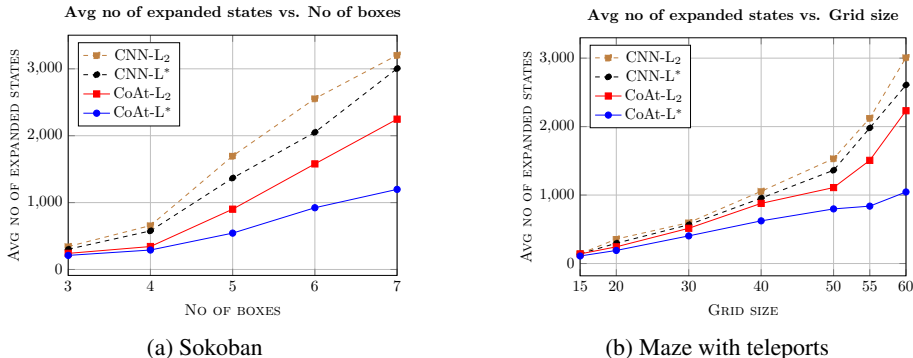 Avg no of expanded states vs. No of boxes
AVG NO OF EXPANDED STATES
3,000
2,000
1,000
0
CNN-L₂
CNN-L*
CoAt-L₂
CoAt-L*
3 4 5 6 7
NO OF BOXES
(a) Sokoban
Avg no of expanded states vs. Grid size
AVG NO OF EXPANDED STATES
3,000
2,000
1,000
0
CNN-L₂
CNN-L*
CoAt-L₂
CoAt-L*
15 20 30 40 50 55 60
GRID SIZE
(b) Maze with teleports